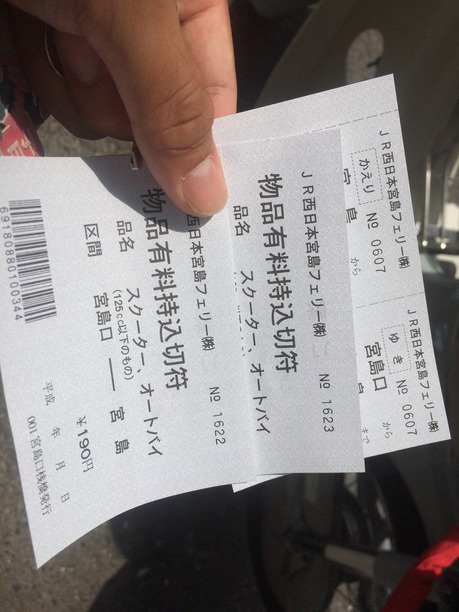 JR西日本宮島フェリー㈱
かえり № 0607
宮島 から
JR西日本宮島フェリー㈱
ゆき № 0607
宮島口 から
まで
JR西日本宮島フェリー㈱ № 1623
物品有料持込切符
品名 スクーター、オートバイ
西日本宮島フェリー㈱ № 1622
物品有料持込切符
品名 スクーター、オートバイ
(125cc以下のもの)
区間 宮島口 ― 宮島
¥190円
平成 年 月 日
001 宮島口桟橋発行
6918088010034​4